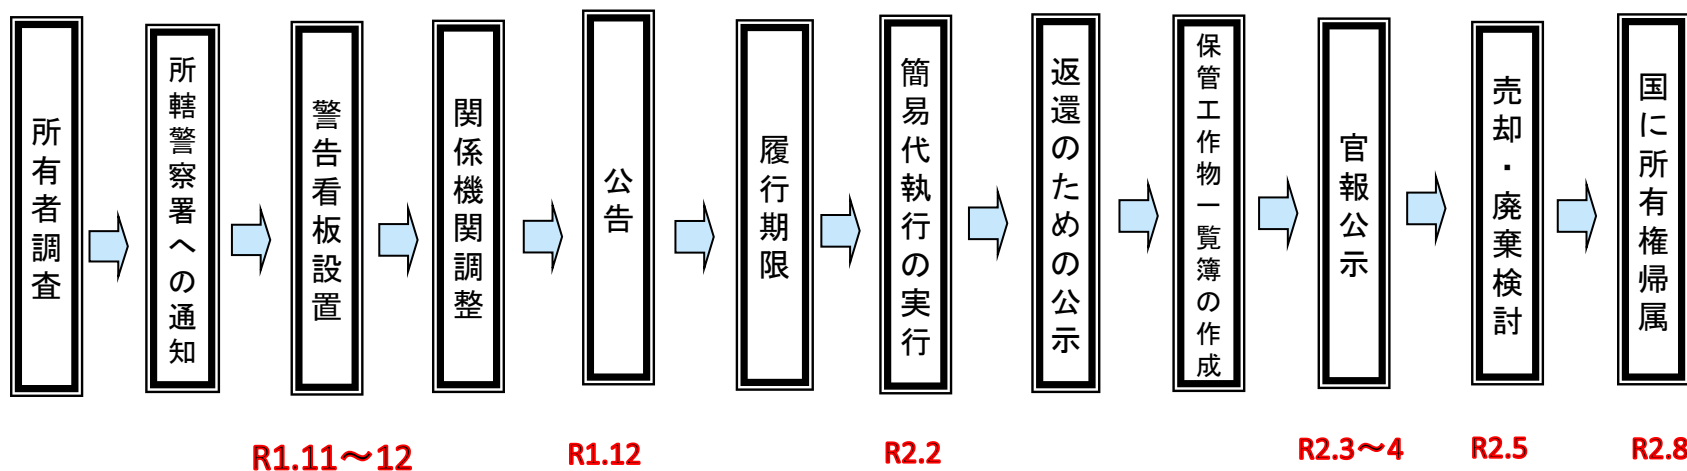 所有者調査
所轄警察署への通知
警告看板設置
関係機関調整
公告
履行期限
簡易代執行の実行
返還のための公示
保管工作物一覧簿の作成
官報公示
売却・廃棄検討
国に所有権帰属
R1.11～12
R1.12
R2.2
R2.3～4
R2.5
R2.8